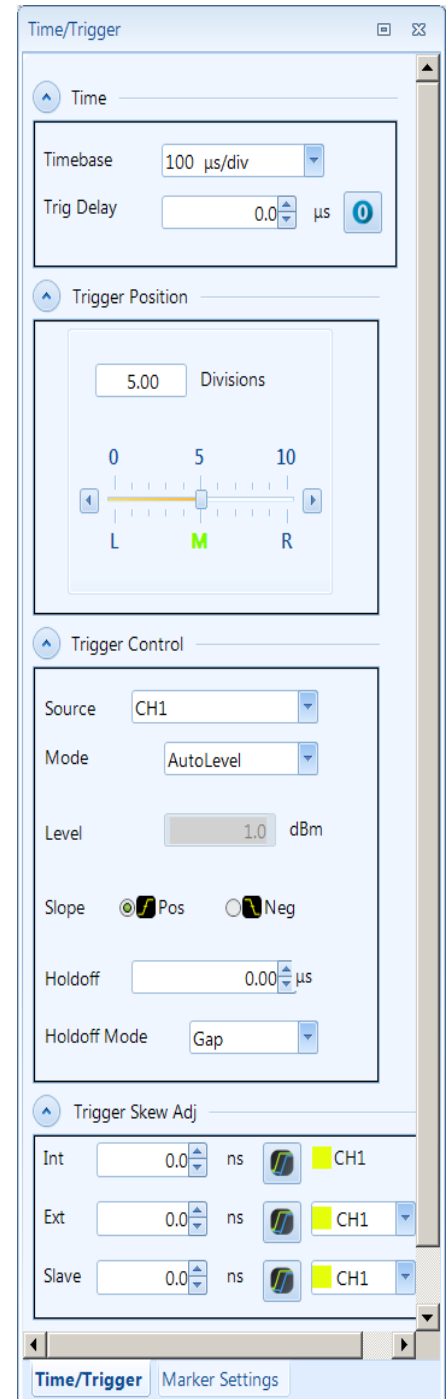 Time/Trigger
Time
Timebase 100 µs/div
Trig Delay 0.0 µs 0
Trigger Position
5.00 Divisions
0 5 10
L M R
Trigger Control
Source CH1
Mode AutoLevel
Level 1.0 dBm
Slope Pos Neg
Holdoff 0.00 µs
Holdoff Mode Gap
Trigger Skew Adj
Int 0.0 ns CH1
Ext 0.0 ns CH1
Slave 0.0 ns CH1
Time/Trigger Marker Settings